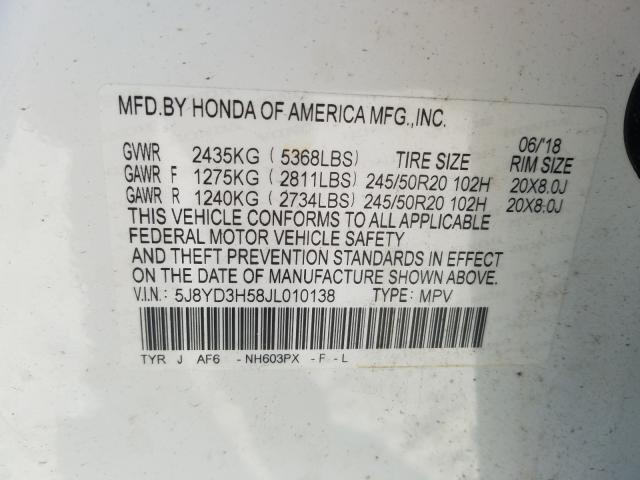 MFD.BY HONDA OF AMERICA MFG.,INC.
06/'18
GVWR 2435KG ( 5368LBS) TIRE SIZE RIM SIZE
GAWR F 1275KG ( 2811LBS) 245/50R20 102H 20X8.0J
GAWR R 1240KG ( 2734LBS) 245/50R20 102H 20X8.0J
THIS VEHICLE CONFORMS TO ALL APPLICABLE
FEDERAL MOTOR VEHICLE SAFETY
AND THEFT PREVENTION STANDARDS IN EFFECT
ON THE DATE OF MANUFACTURE SHOWN ABOVE.
V.I.N.: 5J8YD3H58JL010138 TYPE: MPV
TYR J AF6 -NH603PX -F -L